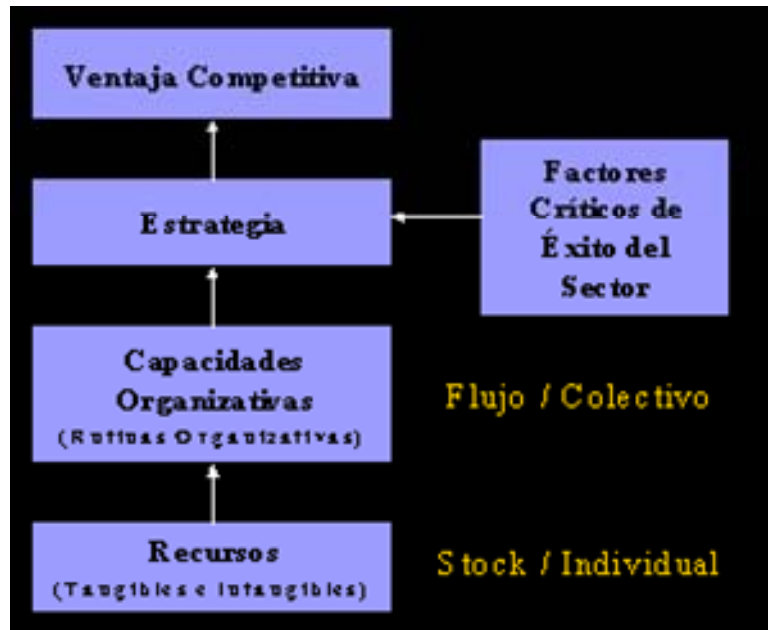 Ventaja Competitiva
Estrategia
Factores
Críticos de
Éxito del
Sector
Capacidades
Organizativas
(Rutinas Organizativas)
Flujo / Colectivo
Recursos
(Tangibles e Intangibles)
Stock / Individual